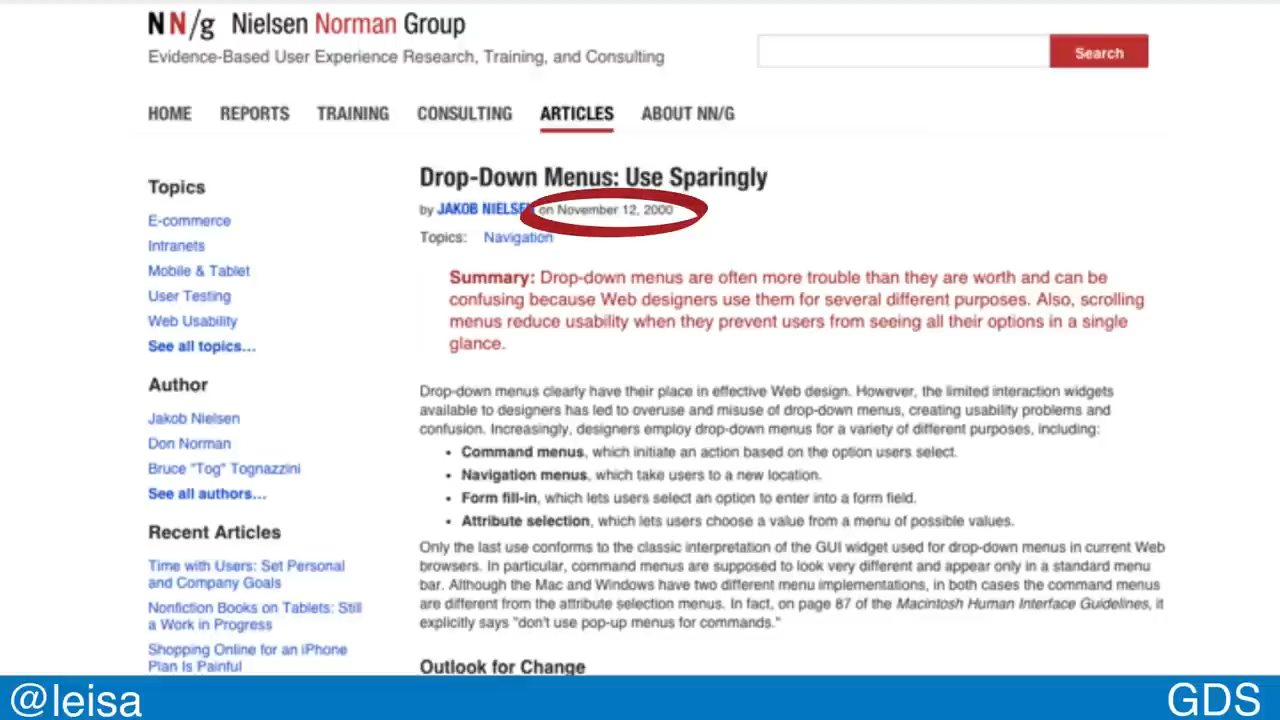 NN/g Nielsen Norman Group
Evidence-Based User Experience Research, Training, and Consulting
Search
HOME REPORTS TRAINING CONSULTING ARTICLES ABOUT NN/G
Topics
E-commerce
Intranets
Mobile & Tablet
User Testing
Web Usability
See all topics...
Author
Jakob Nielsen
Don Norman
Bruce "Tog" Tognazzini
See all authors...
Recent Articles
Time with Users: Set Personal
and Company Goals
Nonfiction Books on Tablets: Still
a Work in Progress
Shopping Online for an iPhone
Plan Is Painful
Drop-Down Menus: Use Sparingly
by JAKOB NIELSEN on November 12, 2000
Topics: Navigation
Summary: Drop-down menus are often more trouble than they are worth and can be
confusing because Web designers use them for several different purposes. Also, scrolling
menus reduce usability when they prevent users from seeing all their options in a single
glance.
Drop-down menus clearly have their place in effective Web design. However, the limited interaction widgets
available to designers has led to overuse and misuse of drop-down menus, creating usability problems and
confusion. Increasingly, designers employ drop-down menus for a variety of different purposes, including:
• Command menus, which initiate an action based on the option users select.
• Navigation menus, which take users to a new location.
• Form fill-in, which lets users select an option to enter into a form field.
• Attribute selection, which lets users choose a value from a menu of possible values.
Only the last use conforms to the classic interpretation of the GUI widget used for drop-down menus in current Web
browsers. In particular, command menus are supposed to look very different and appear only in a standard menu
bar. Although the Mac and Windows have two different menu implementations, in both cases the command menus
are different from the attribute selection menus. In fact, on page 87 of the Macintosh Human Interface Guidelines, it
explicitly says "don't use pop-up menus for commands."
Outlook for Change
@leisa
GDS